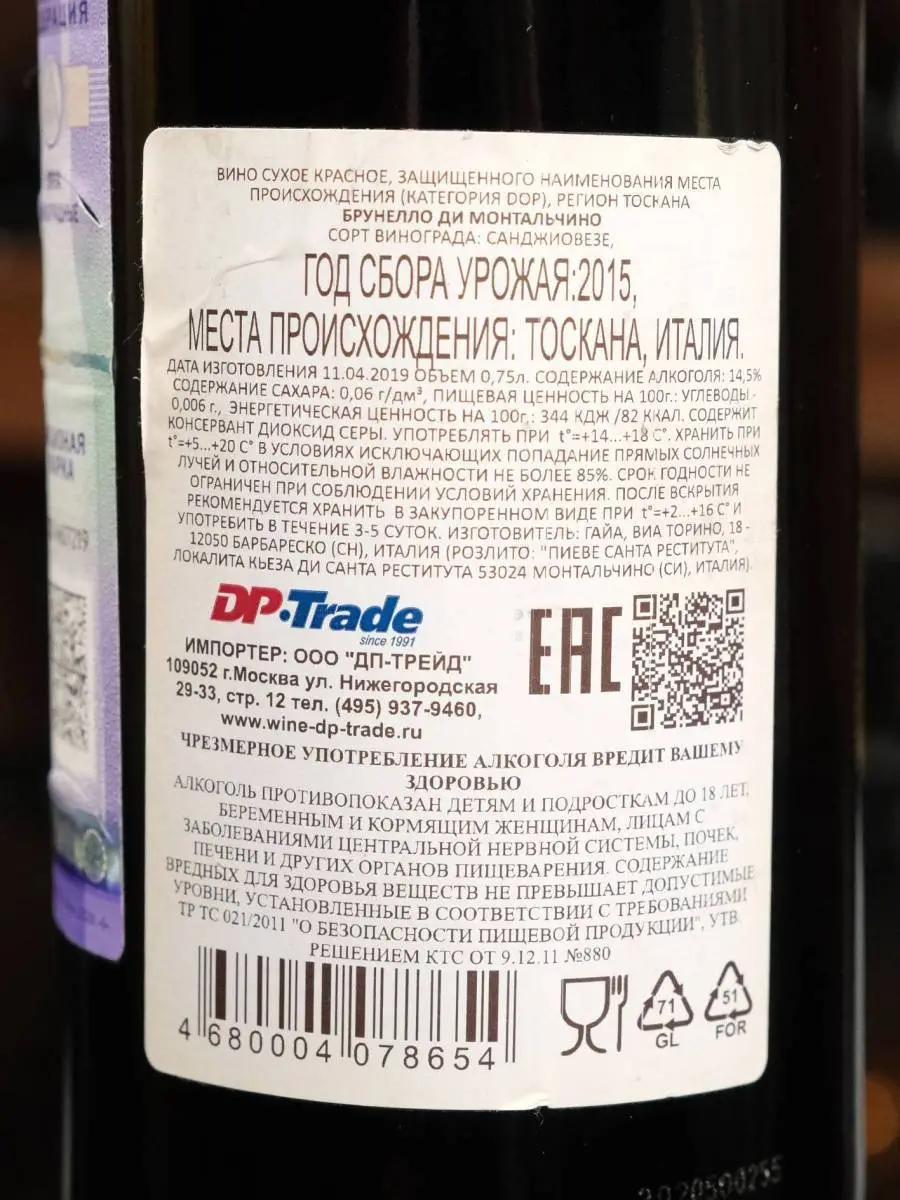 ВИНО СУХОЕ КРАСНОЕ, ЗАЩИЩЕННОГО НАИМЕНОВАНИЯ МЕСТА
ПРОИСХОЖДЕНИЯ (КАТЕГОРИЯ DOP), РЕГИОН ТОСКАНА
БРУНЕЛЛО ДИ МОНТАЛЬЧИНО
СОРТ ВИНОГРАДА: САНДЖИОВЕЗЕ,
ГОД СБОРА УРОЖАЯ:2015,
МЕСТА ПРОИСХОЖДЕНИЯ: ТОСКАНА, ИТАЛИЯ.
ДАТА ИЗГОТОВЛЕНИЯ 11.04.2019 ОБЪЕМ 0,75л. СОДЕРЖАНИЕ АЛКОГОЛЯ: 14,5%
СОДЕРЖАНИЕ САХАРА: 0,06 г/дм³, ПИЩЕВАЯ ЦЕННОСТЬ НА 100г.: УГЛЕВОДЫ -
0,006 г., ЭНЕРГЕТИЧЕСКАЯ ЦЕННОСТЬ НА 100г.: 344 КДЖ /82 ККАЛ. СОДЕРЖИТ
КОНСЕРВАНТ ДИОКСИД СЕРЫ. УПОТРЕБЛЯТЬ ПРИ t°=+14...+18 C°. ХРАНИТЬ ПРИ
t°=+5...+20 C° В УСЛОВИЯХ ИСКЛЮЧАЮЩИХ ПОПАДАНИЕ ПРЯМЫХ СОЛНЕЧНЫХ
ЛУЧЕЙ И ОТНОСИТЕЛЬНОЙ ВЛАЖНОСТИ НЕ БОЛЕЕ 85%. СРОК ГОДНОСТИ НЕ
ОГРАНИЧЕН ПРИ СОБЛЮДЕНИИ УСЛОВИЙ ХРАНЕНИЯ. ПОСЛЕ ВСКРЫТИЯ
РЕКОМЕНДУЕТСЯ ХРАНИТЬ В ЗАКУПОРЕННОМ ВИДЕ ПРИ t°=+2...+16 C° И
УПОТРЕБИТЬ В ТЕЧЕНИЕ 3-5 СУТОК. ИЗГОТОВИТЕЛЬ: ГАЙА, ВИА ТОРИНО, 18 -
12050 БАРБАРЕСКО (CH), ИТАЛИЯ (РОЗЛИТО: "ПИЕВЕ САНТА РЕСТИТУТА",
ЛОКАЛИТА КЬЕЗА ДИ САНТА РЕСТИТУТА 53024 МОНТАЛЬЧИНО (СИ), ИТАЛИЯ).
DP·Trade
since 1991
EAC
ИМПОРТЕР: ООО "ДП-ТРЕЙД"
109052 г.Москва ул. Нижегородская
29-33, стр. 12 тел. (495) 937-9460,
www.wine-dp-trade.ru
ЧРЕЗМЕРНОЕ УПОТРЕБЛЕНИЕ АЛКОГОЛЯ ВРЕДИТ ВАШЕМУ
ЗДОРОВЬЮ
АЛКОГОЛЬ ПРОТИВОПОКАЗАН ДЕТЯМ И ПОДРОСТКАМ ДО 18 ЛЕТ,
БЕРЕМЕННЫМ И КОРМЯЩИМ ЖЕНЩИНАМ, ЛИЦАМ С
ЗАБОЛЕВАНИЯМИ ЦЕНТРАЛЬНОЙ НЕРВНОЙ СИСТЕМЫ, ПОЧЕК,
ПЕЧЕНИ И ДРУГИХ ОРГАНОВ ПИЩЕВАРЕНИЯ. СОДЕРЖАНИЕ
ВРЕДНЫХ ДЛЯ ЗДОРОВЬЯ ВЕЩЕСТВ НЕ ПРЕВЫШАЕТ ДОПУСТИМЫЕ
УРОВНИ, УСТАНОВЛЕННЫЕ В СООТВЕТСТВИИ С ТРЕБОВАНИЯМИ
ТР ТС 021/2011 "О БЕЗОПАСНОСТИ ПИЩЕВОЙ ПРОДУКЦИИ", УТВ.
РЕШЕНИЕМ КТС ОТ 9.12.11 №880
4 680004 078654
71
GL
51
FOR